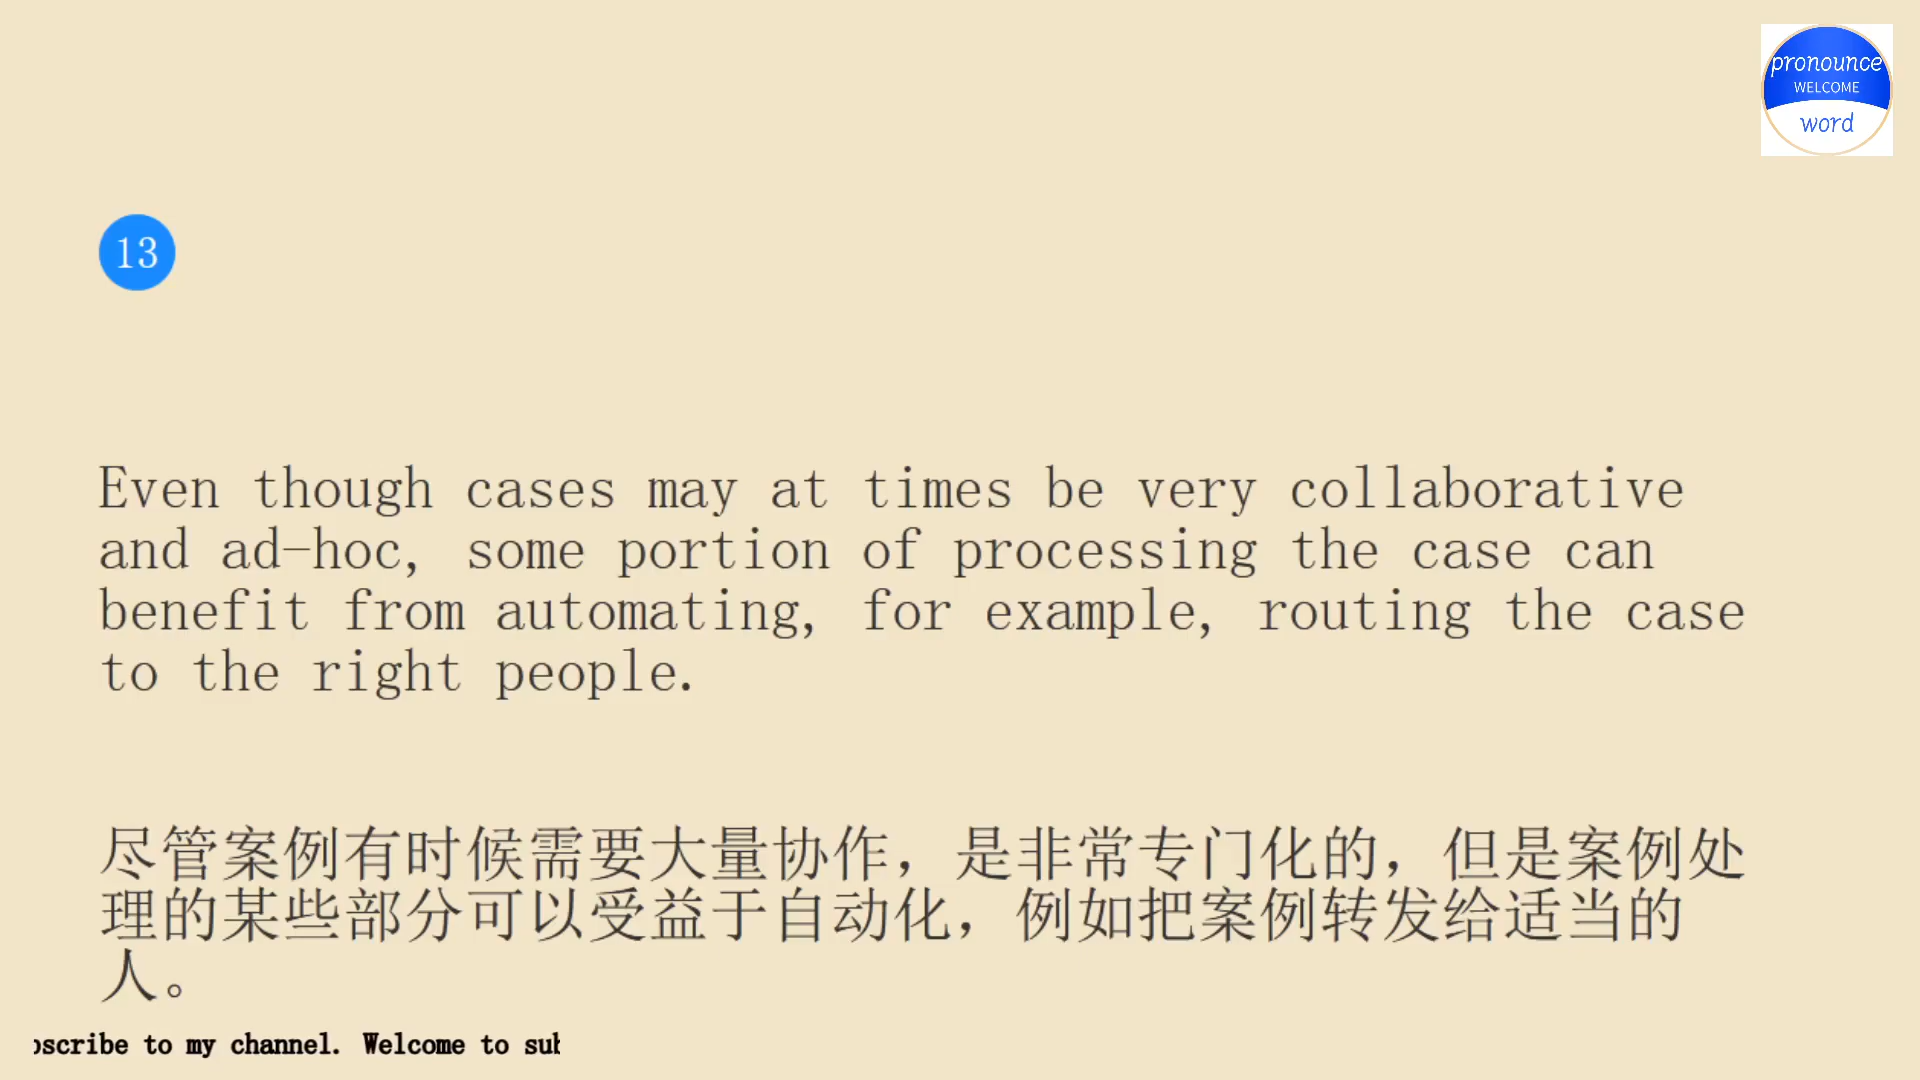 pronounce
WELCOME
word
13
Even though cases may at times be very collaborative
and ad-hoc, some portion of processing the case can
benefit from automating, for example, routing the case
to the right people.
尽管案例有时候需要大量协作，是非常专门化的，但是案例处
理的某些部分可以受益于自动化，例如把案例转发给适当的
人。
scribe to my channel. Welcome to sub